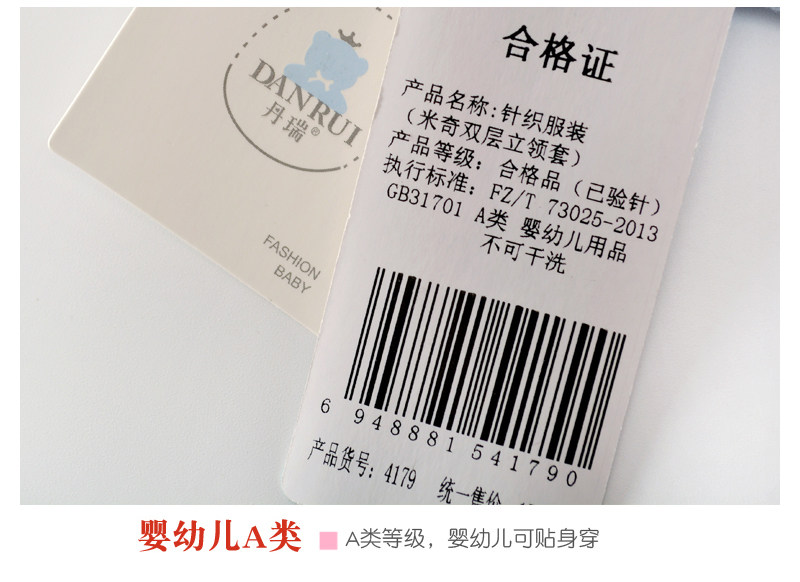 DANRUI
丹瑞®
FASHION
BABY
合格证
产品名称:针织服装
（米奇双层立领套）
产品等级：合格品（已验针）
执行标准：FZ/T 73025-2013
GB31701 A类 婴幼儿用品
不可干洗
6 948881 541790
产品货号：4179
统一售价
婴幼儿A类
A类等级，婴幼儿可贴身穿